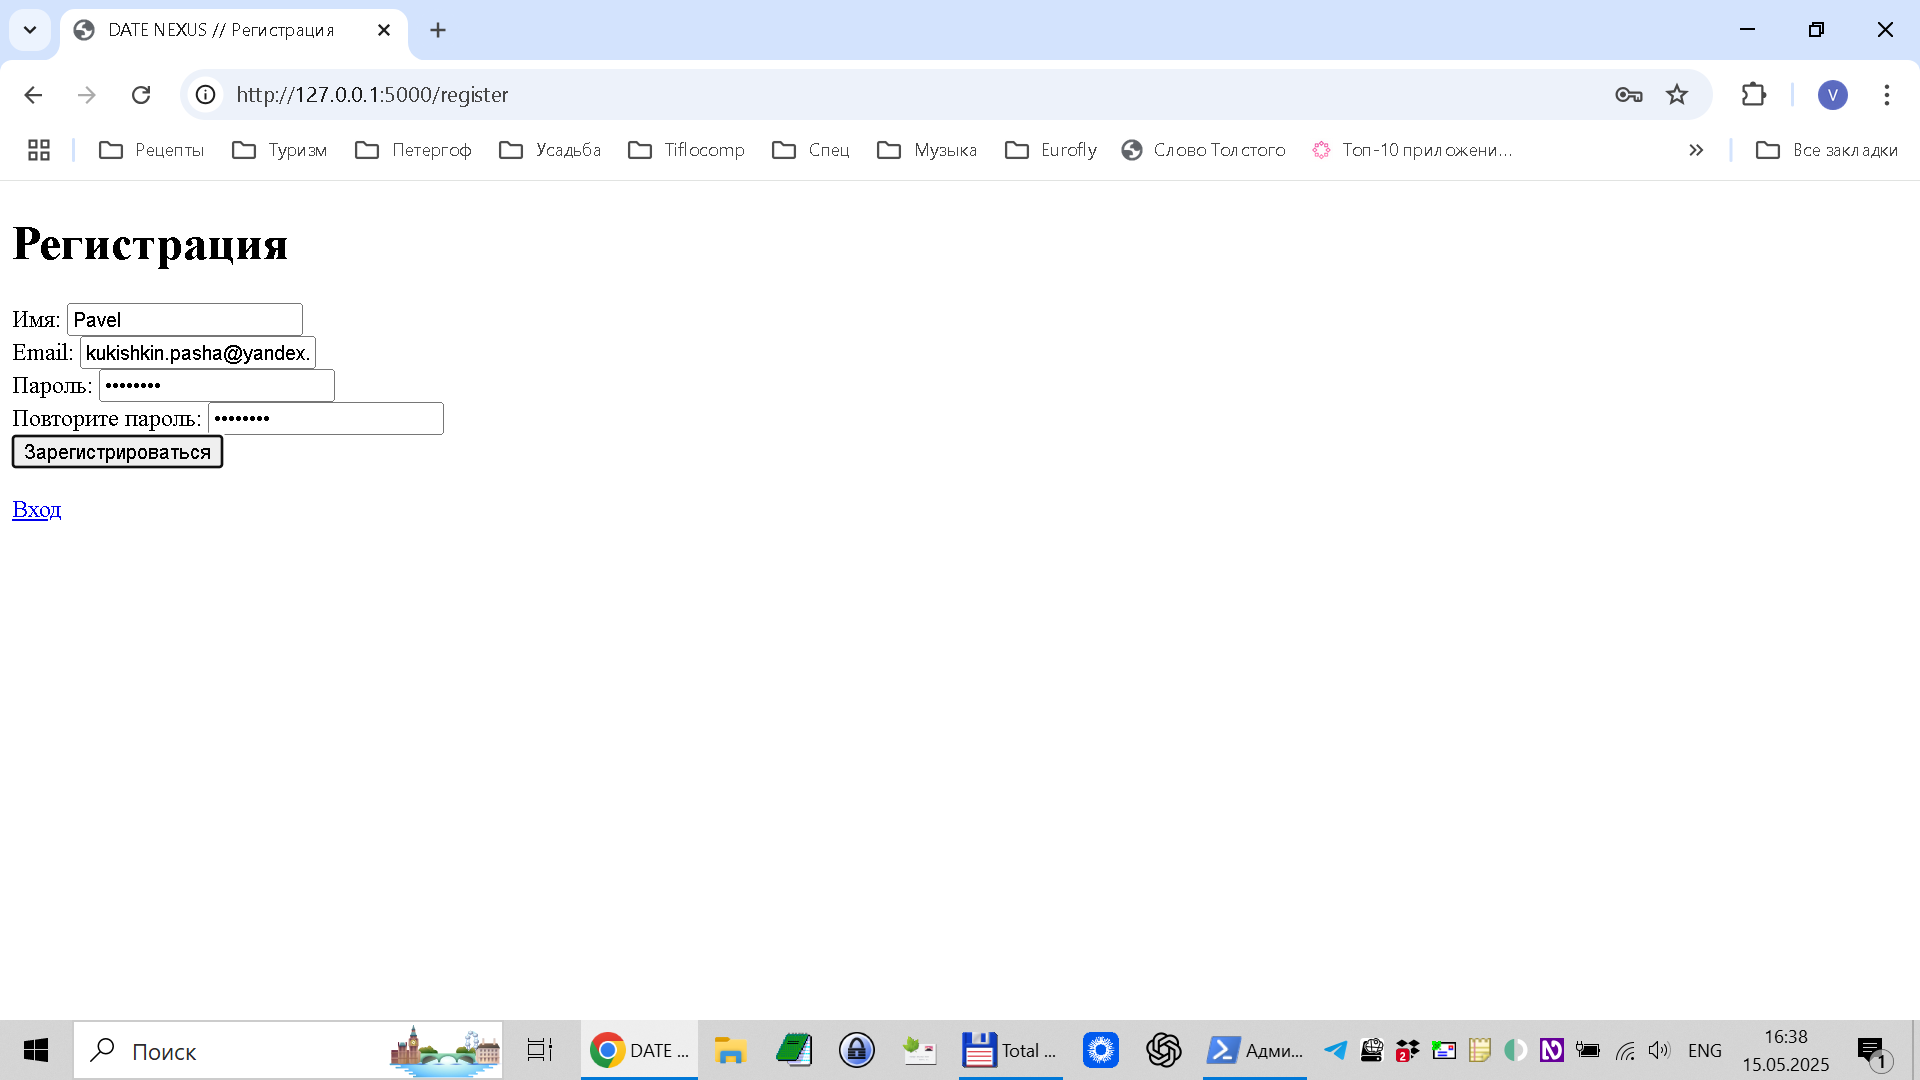 DATE NEXUS // Регистрация
http://127.0.0.1:5000/register
V
Рецепты Туризм Петергоф Усадьба Tiflocomp Спец Музыка Eurofly Слово Толстого Топ-10 приложени... » Все закладки
Регистрация
Имя: Pavel
Email: kukishkin.pasha@yandex.
Пароль: ••••••••
Повторите пароль: ••••••••
Зарегистрироваться
Вход
Поиск
DATE ...
Total ...
Адми...
2
N
ENG
16:38
15.05.2025
1